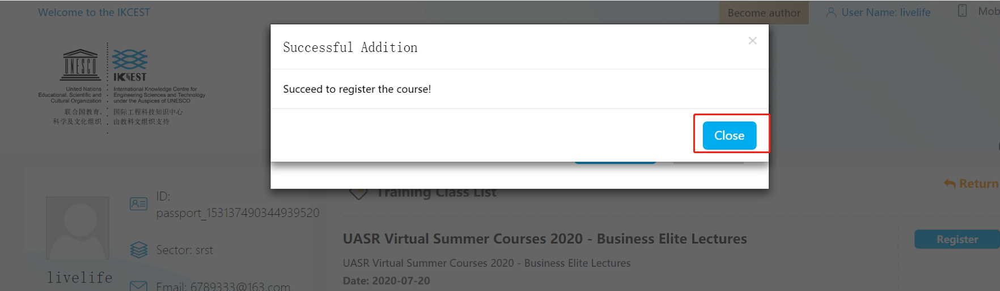 Welcome to the IKCEST
Become author
User Name: livelife
Mob
Successful Addition
×
Succeed to register the course!
Close
UNESCO
IKCEST
United Nations
Educational, Scientific and
Cultural Organization
联合国教育、
科学及文化组织
International Knowledge Centre for
Engineering Sciences and Technology
under the Auspices of UNESCO
国际工程科技知识中心
由教科文组织支持
ID:
passport_153137490344939520
Sector: srst
Email: 6789333@163.com
livelife
Training Class List
Return
UASR Virtual Summer Courses 2020 - Business Elite Lectures
Register
UASR Virtual Summer Courses 2020 - Business Elite Lectures
Date: 2020-07-20